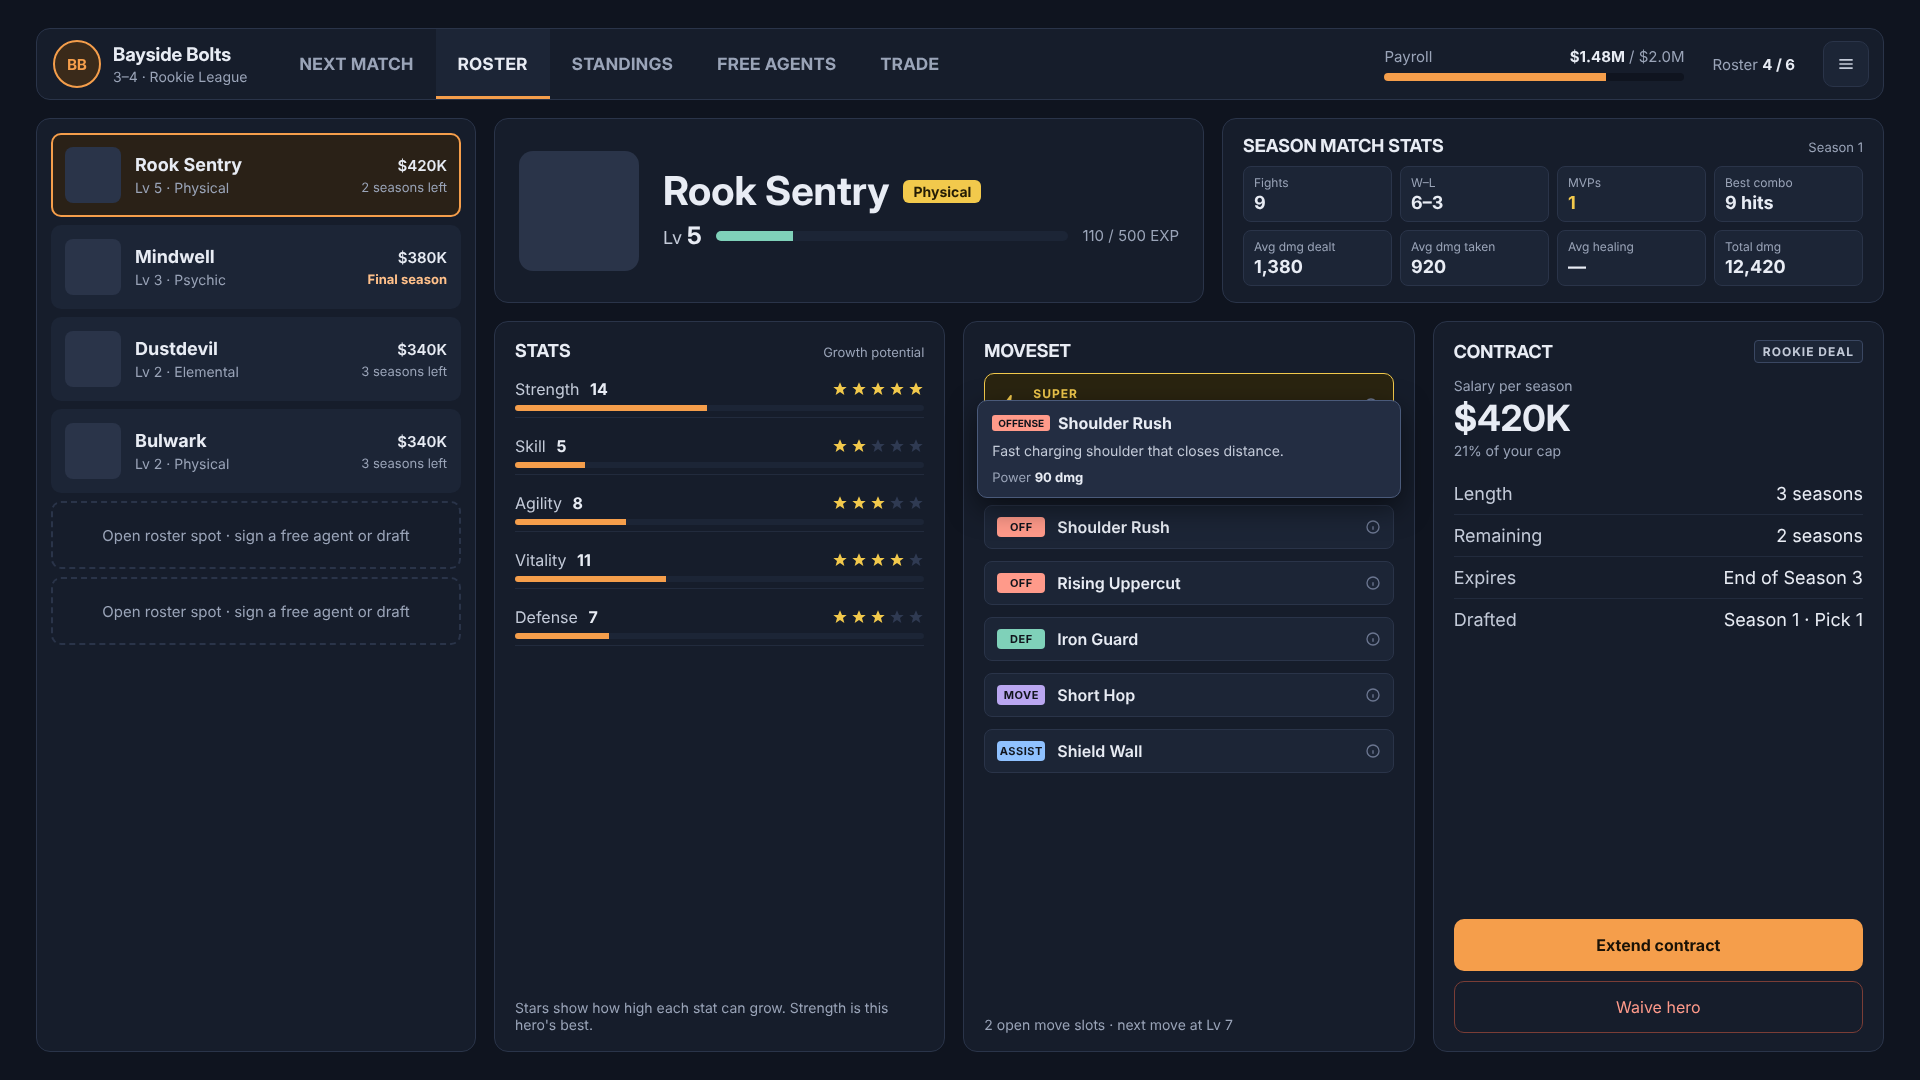 BB
Bayside Bolts
3–4 · Rookie League
NEXT MATCH
ROSTER
STANDINGS
FREE AGENTS
TRADE
Payroll
$1.48M / $2.0M
Roster 4 / 6
Rook Sentry
$420K
Lv 5 · Physical
2 seasons left
Mindwell
$380K
Lv 3 · Psychic
Final season
Dustdevil
$340K
Lv 2 · Elemental
3 seasons left
Bulwark
$340K
Lv 2 · Physical
3 seasons left
Open roster spot · sign a free agent or draft
Open roster spot · sign a free agent or draft
Rook Sentry
Physical
Lv 5
110 / 500 EXP
SEASON MATCH STATS
Season 1
Fights
9
W–L
6–3
MVPs
1
Best combo
9 hits
Avg dmg dealt
1,380
Avg dmg taken
920
Avg healing
—
Total dmg
12,420
STATS
Growth potential
Strength 14
Skill 5
Agility 8
Vitality 11
Defense 7
Stars show how high each stat can grow. Strength is this
hero's best.
MOVESET
SUPER
OFFENSE Shoulder Rush
Fast charging shoulder that closes distance.
Power 90 dmg
OFF Shoulder Rush
OFF Rising Uppercut
DEF Iron Guard
MOVE Short Hop
ASSIST Shield Wall
2 open move slots · next move at Lv 7
CONTRACT
ROOKIE DEAL
Salary per season
$420K
21% of your cap
Length
3 seasons
Remaining
2 seasons
Expires
End of Season 3
Drafted
Season 1 · Pick 1
Extend contract
Waive hero